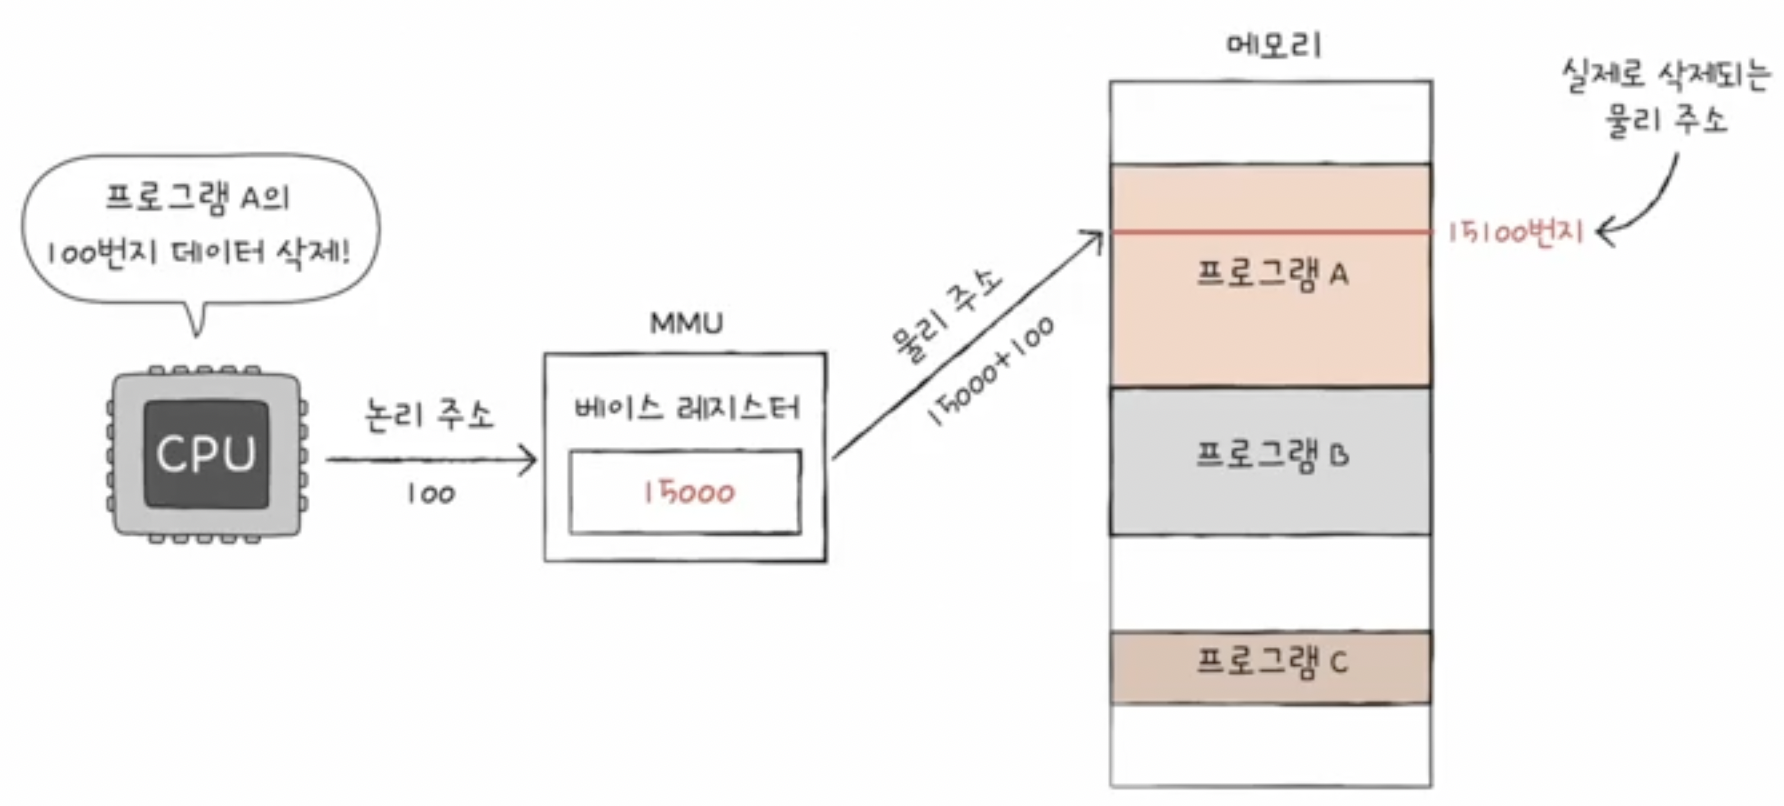 메모리
실제로 삭제되는
물리 주소
프로그램 A의
100번지 데이터 삭제!
15100번지
프로그램 A
MMU
물리 주소
15000+100
베이스 레지스터
논리 주소
CPU
100
15000
프로그램 B
프로그램 C